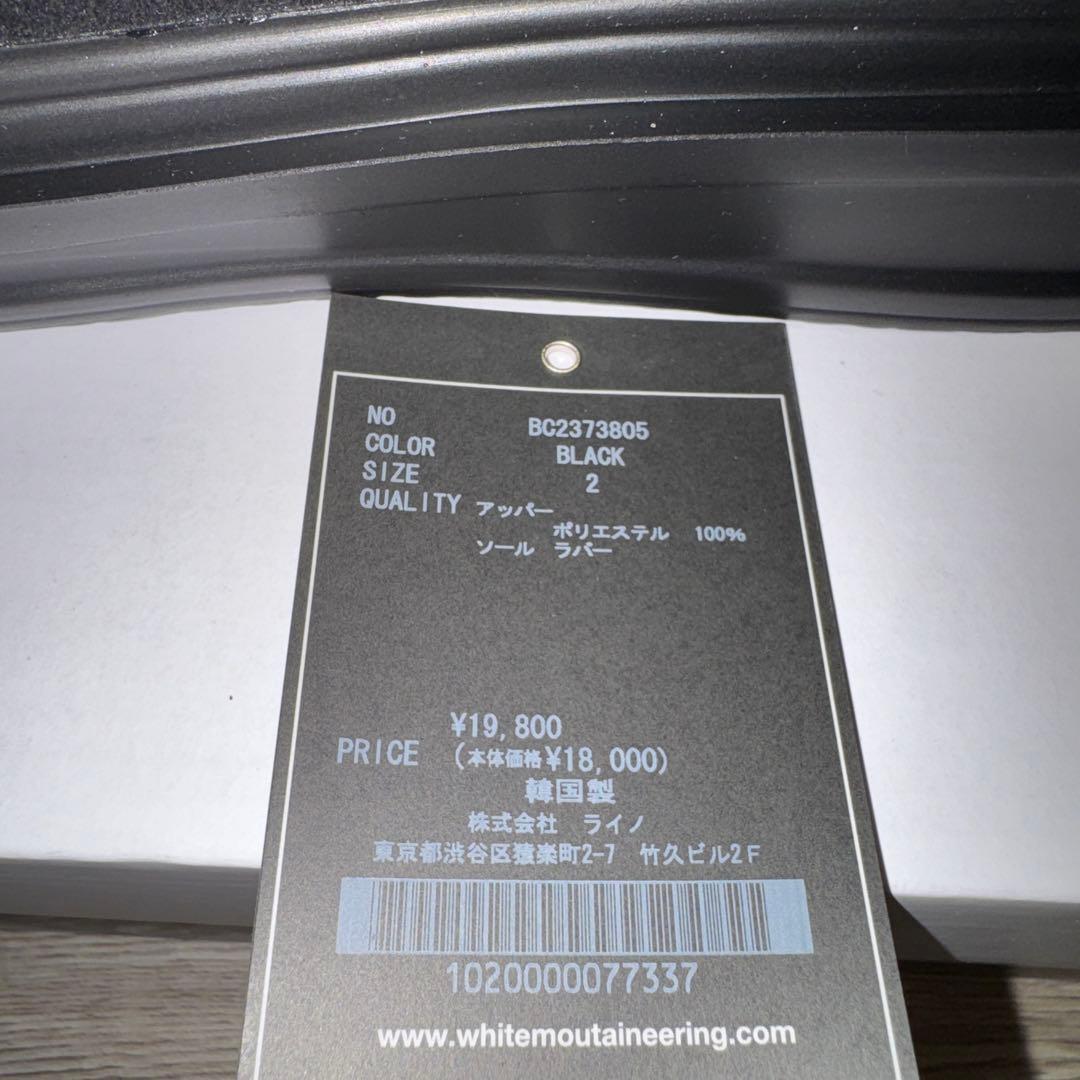 NO BC2373805
COLOR BLACK
SIZE 2
QUALITY アッパー
ポリエステル 100%
ソール ラバー
¥19,800
PRICE (本体価格¥18,000)
韓国製
株式会社 ライノ
東京都渋谷区猿楽町2-7 竹久ビル2F
1020000077337
www.whitemoutaineering.com